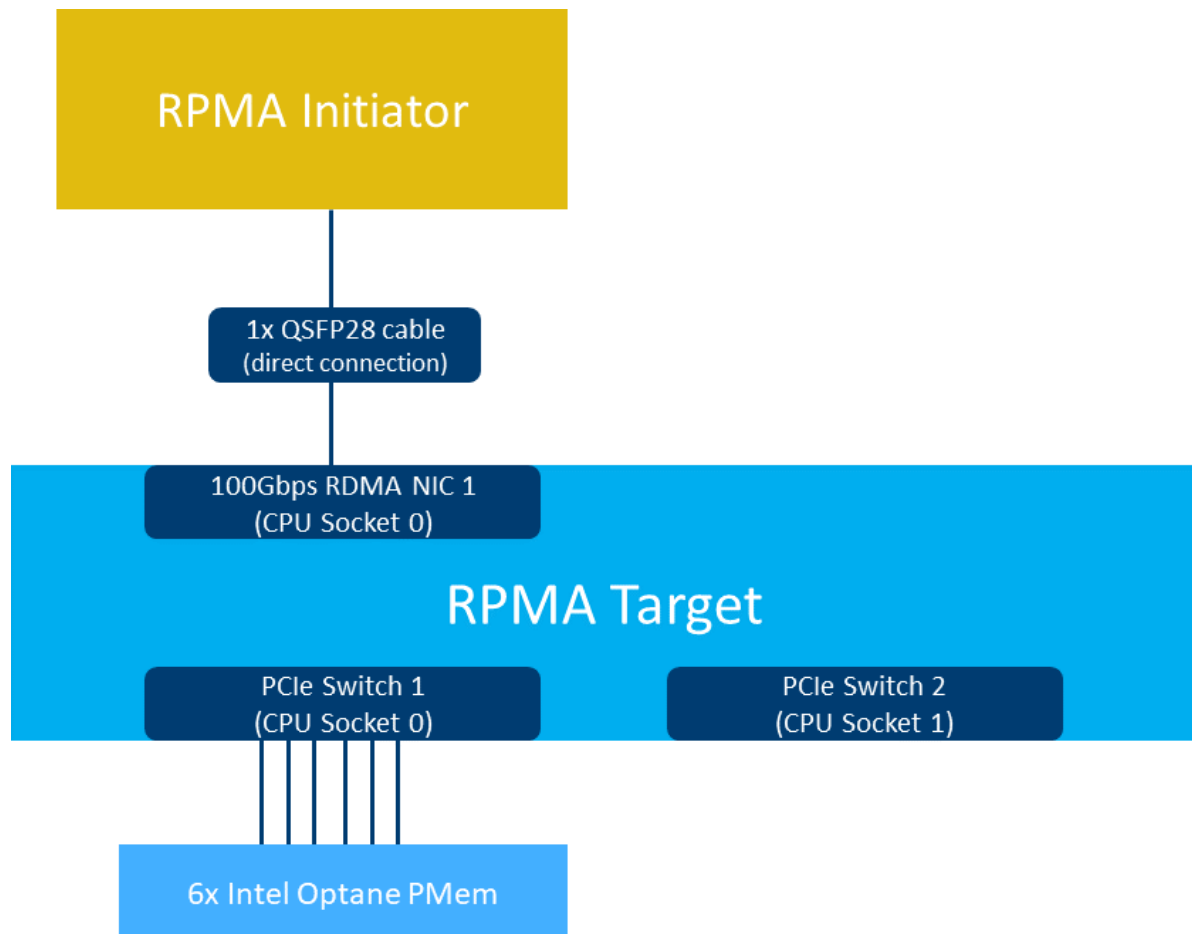 RPMA Initiator
1x QSFP28 cable
(direct connection)
100Gbps RDMA NIC 1
(CPU Socket 0)
RPMA Target
PCIe Switch 1
(CPU Socket 0)
PCIe Switch 2
(CPU Socket 1)
6x Intel Optane PMem